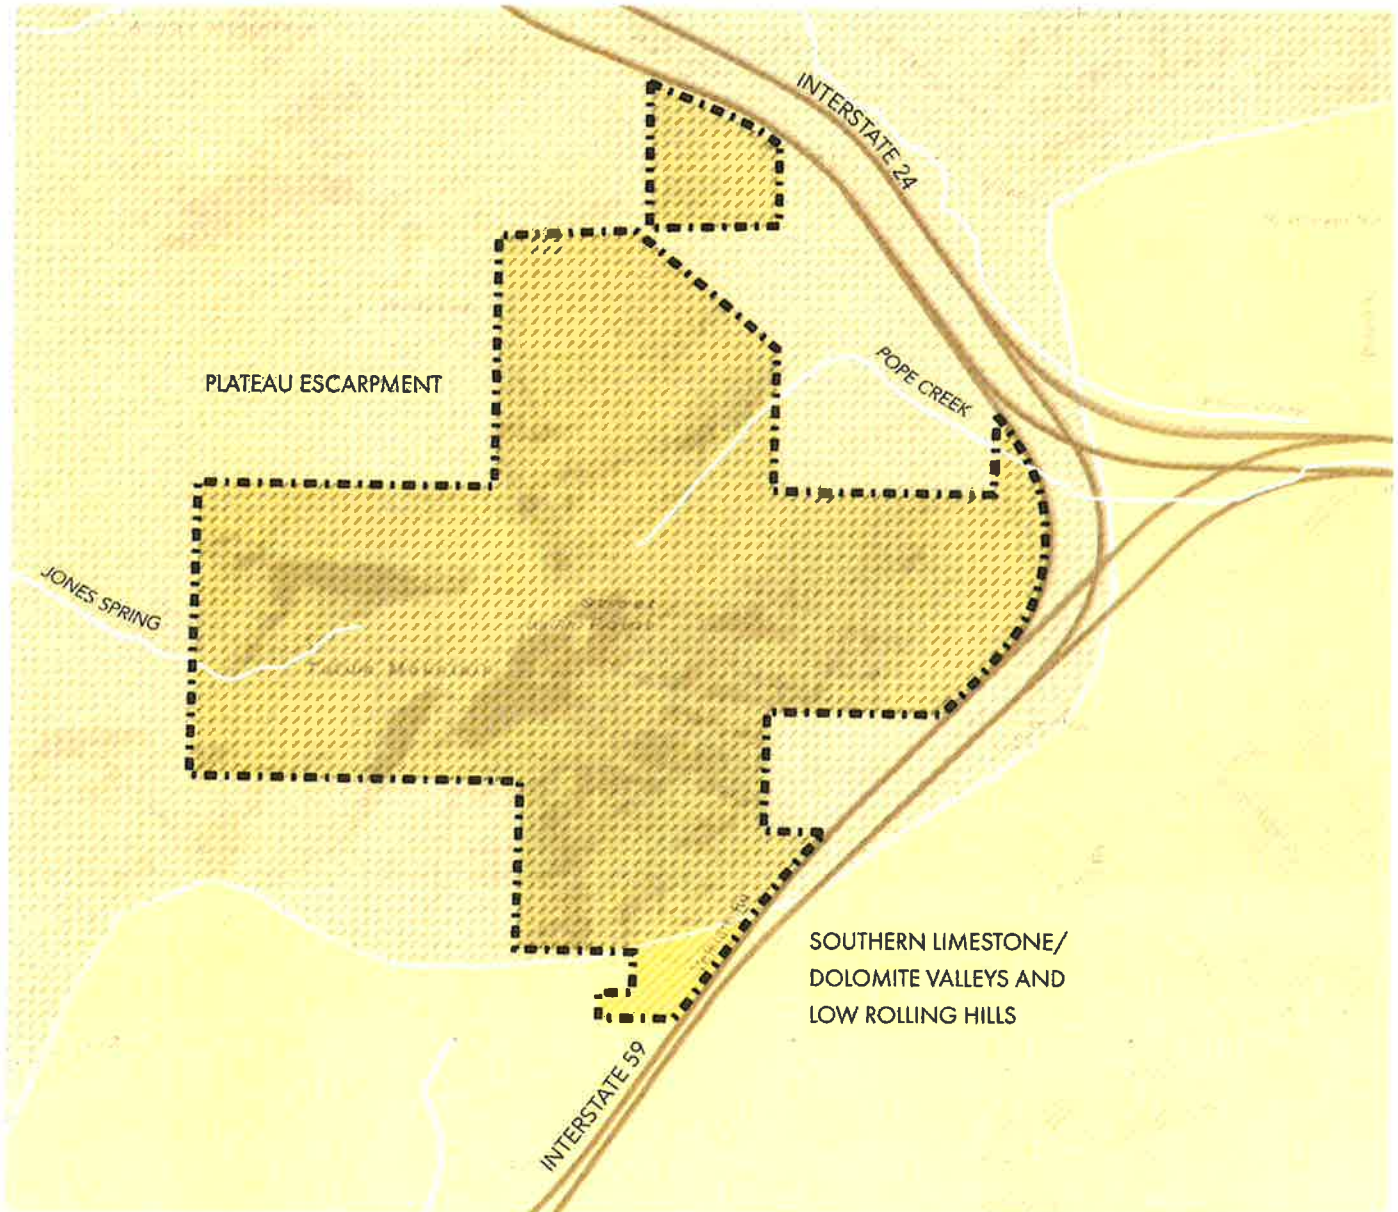 INTERSTATE 24
PLATEAU ESCARPMENT
POPE CREEK
JONES SPRING
SOUTHERN LIMESTONE/
DOLOMITE VALLEYS AND
LOW ROLLING HILLS
INTERSTATE 59